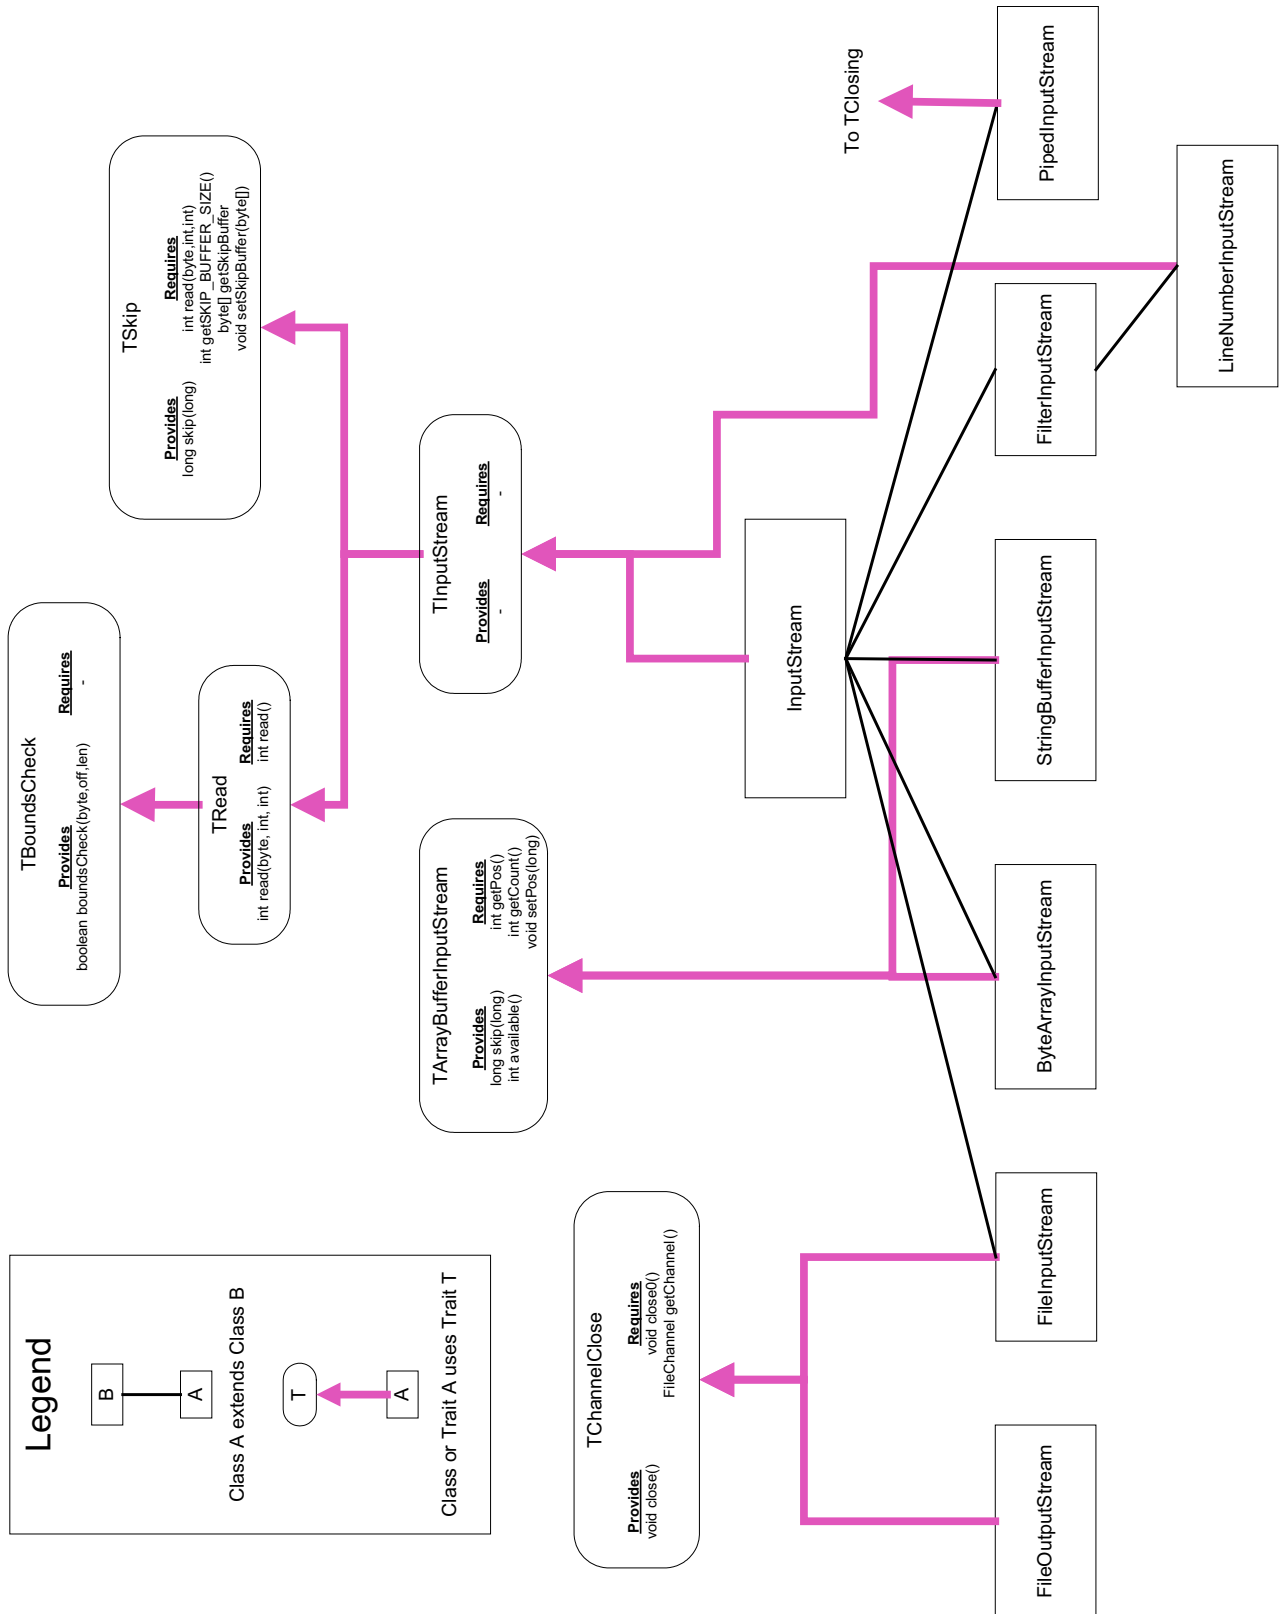 Legend
B
A
Class A extends Class B
T
A
Class or Trait A uses Trait T
TBoundsCheck
Provides
boolean boundsCheck(byte,off,len)
Requires
-
TSkip
Provides
long skip(long)
Requires
int read(byte,int,int)
int getSKIP_BUFFER_SIZE()
byte[] getSkipBuffer
void setSkipBuffer(byte[])
TRead
Provides
int read(byte, int, int)
Requires
int read()
TChannelClose
Provides
void close()
Requires
void close0()
FileChannel getChannel()
TArrayBufferInputStream
Provides
long skip(long)
int available()
Requires
int getPos()
int getCount()
void setPos(long)
TInputStream
Provides
-
Requires
-
InputStream
To TClosing
FileOutputStream
FileInputStream
ByteArrayInputStream
StringBufferInputStream
FilterInputStream
PipedInputStream
LineNumberInputStream